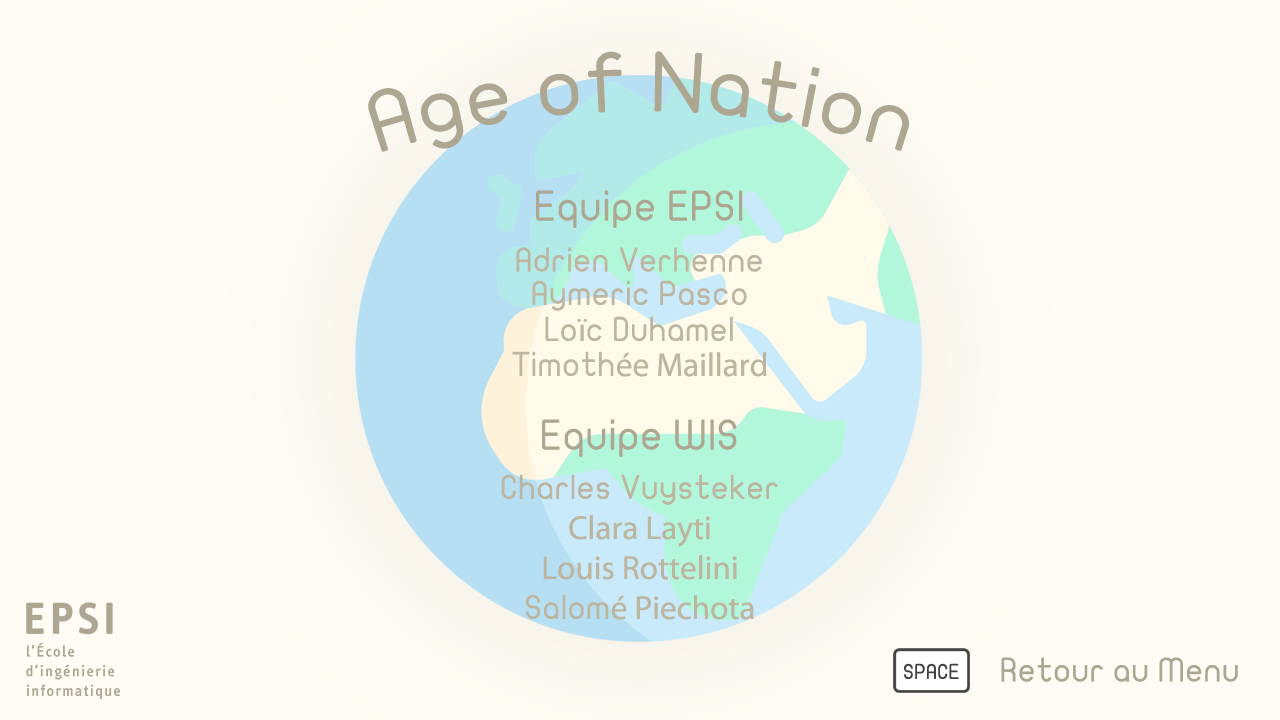 Age of Nation
Equipe EPSI
Adrien Verhenne
Aymeric Pasco
Loïc Duhamel
Timothée Maillard
Equipe WIS
Charles Vuysteker
Clara Layti
Louis Rottelini
Salomé Piechota
EPSI
l'École
d'ingénierie
informatique
SPACE Retour au Menu